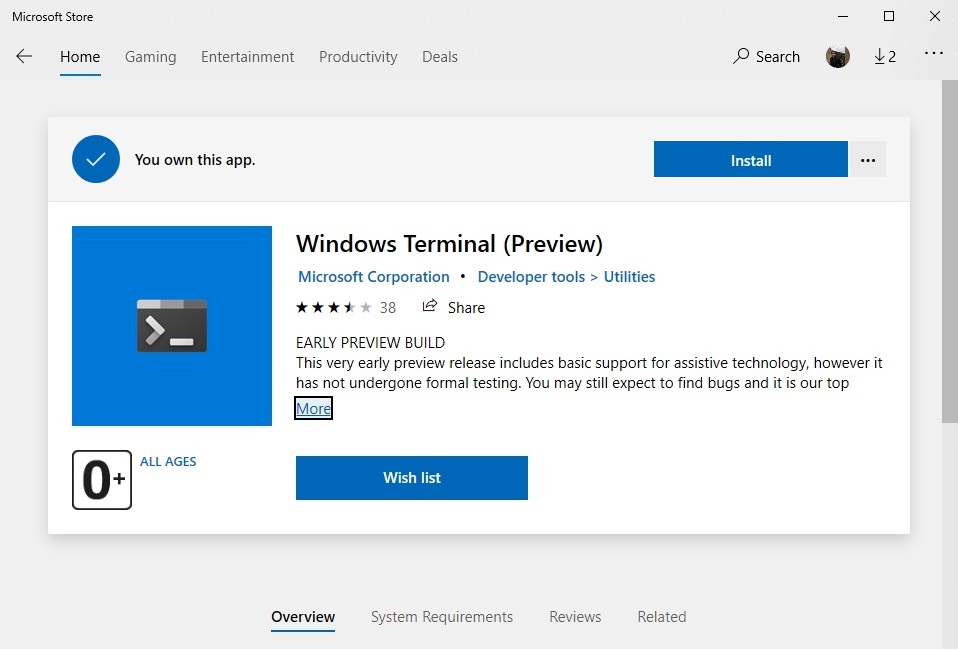 Microsoft Store
Home Gaming Entertainment Productivity Deals Search 2
You own this app. Install
Windows Terminal (Preview)
Microsoft Corporation • Developer tools > Utilities
38 Share
EARLY PREVIEW BUILD
This very early preview release includes basic support for assistive technology, however it
has not undergone formal testing. You may still expect to find bugs and it is our top
More
0+ ALL AGES
Wish list
Overview System Requirements Reviews Related